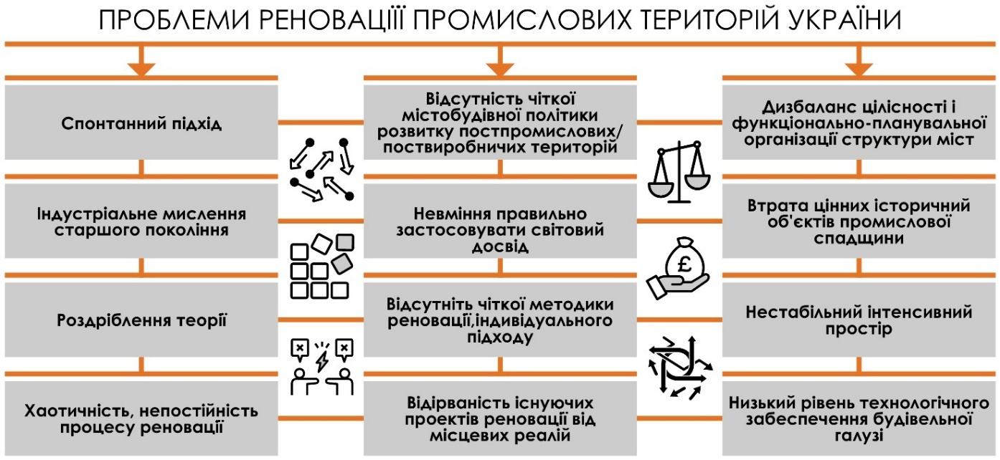 ПРОБЛЕМИ РЕНОВАЦІЇЇ ПРОМИСЛОВИХ ТЕРИТОРІЙ УКРАЇНИ
Спонтанний підхід
Індустріальне мислення
старшого покоління
Роздріблення теорії
Хаотичність, непостійність
процесу реновації
Відсутність чіткої
містобудівної політики
розвитку постпромислових/
поствиробничих територій
Невміння правильно
застосовувати світовий
досвід
Відсутніть чіткої методики
реновації,індивідуального
підходу
Відірваність існуючих
проектів реновації від
місцевих реалій
Дизбаланс цілісності і
функціонально-планувальної
організації структури міст
Втрата цінних історичний
об'єктів промислової
спадщини
Нестабільний інтенсивний
простір
Низький рівень технологічного
забезпечення будівельної
галузі
£